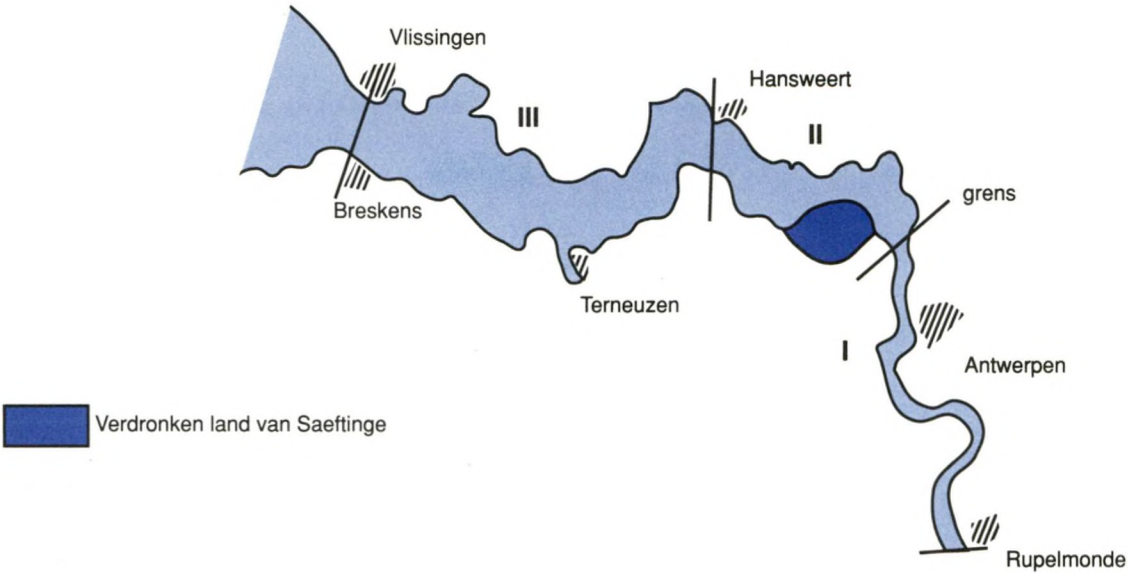 Vlissingen
Hansweert
III
II
grens
Breskens
Terneuzen
I
Antwerpen
Verdronken land van Saeftinge
Rupelmonde